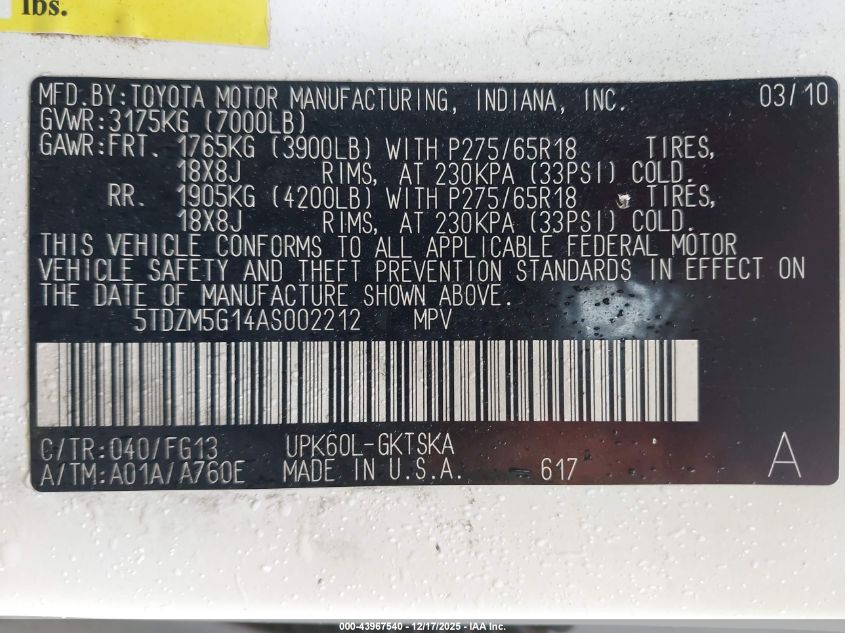 lbs.
MFD.BY:TOYOTA MOTOR MANUFACTURING, INDIANA, INC. 03/10
GVWR:3175KG (7000LB)
GAWR:FRT. 1765KG (3900LB) WITH P275/65R18 TIRES,
18X8J RIMS, AT 230KPA (33PSI) COLD.
RR. 1905KG (4200LB) WITH P275/65R18 TIRES,
18X8J RIMS, AT 230KPA (33PSI) COLD.
THIS VEHICLE CONFORMS TO ALL APPLICABLE FEDERAL MOTOR
VEHICLE SAFETY AND THEFT PREVENTION STANDARDS IN EFFECT ON
THE DATE OF MANUFACTURE SHOWN ABOVE.
5TDZM5G14AS002212 MPV
C/TR:040/FG13 UPK60L-GKTSKA
A/TM:A01A/A760E MADE IN U.S.A. 617 A
000-43967540 - 12/17/2025 - IAA Inc.